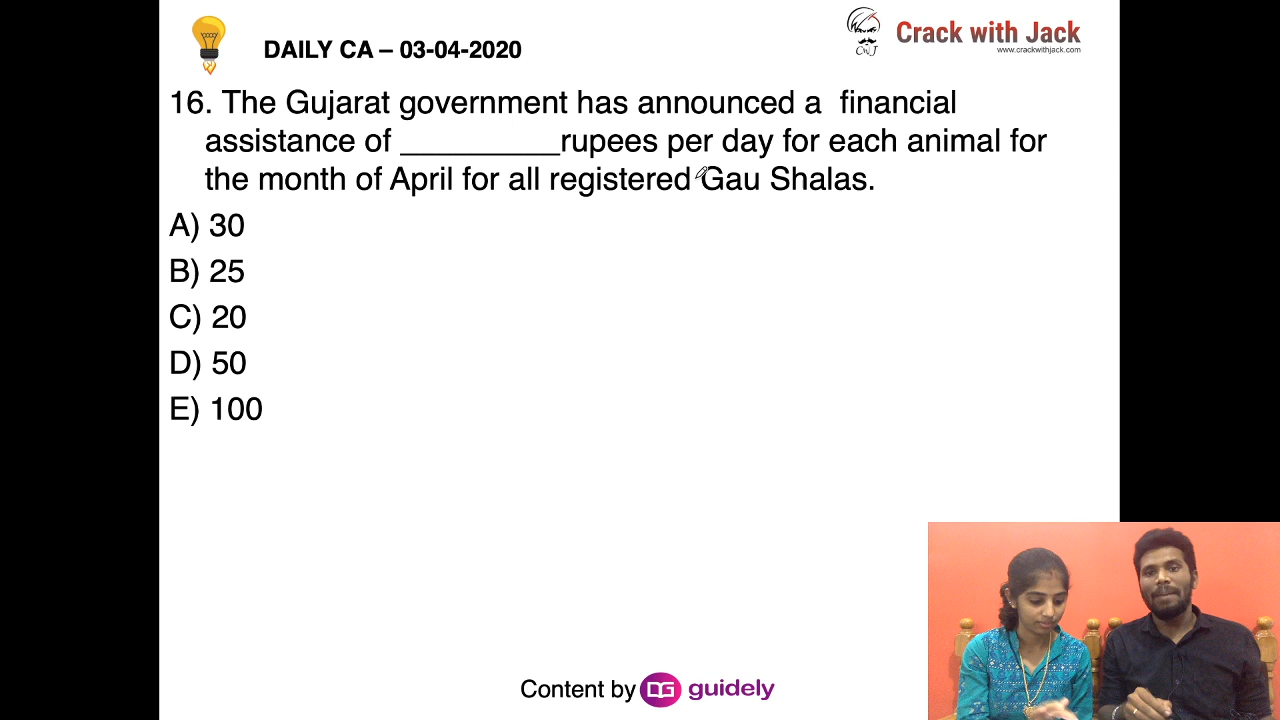 DAILY CA – 03-04-2020
CwJ
Crack with Jack
www.crackwithjack.com
16. The Gujarat government has announced a financial
assistance of __________rupees per day for each animal for
the month of April for all registered Gau Shalas.
A) 30
B) 25
C) 20
D) 50
E) 100
Content by DG guidely